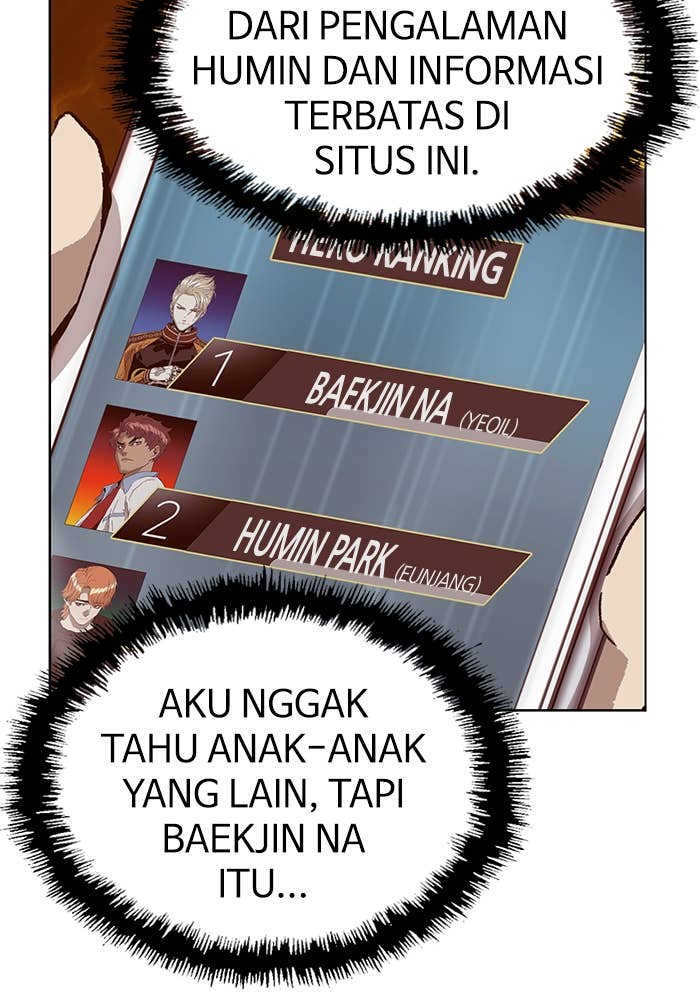 DARI PENGALAMAN
HUMIN DAN INFORMASI
TERBATAS DI
SITUS INI.
HERO RANKING
1 BAEKJIN NA (YEOIL)
2 HUMIN PARK (EUNJANG)
AKU NGGAK
TAHU ANAK-ANAK
YANG LAIN, TAPI
BAEKJIN NA
ITU...